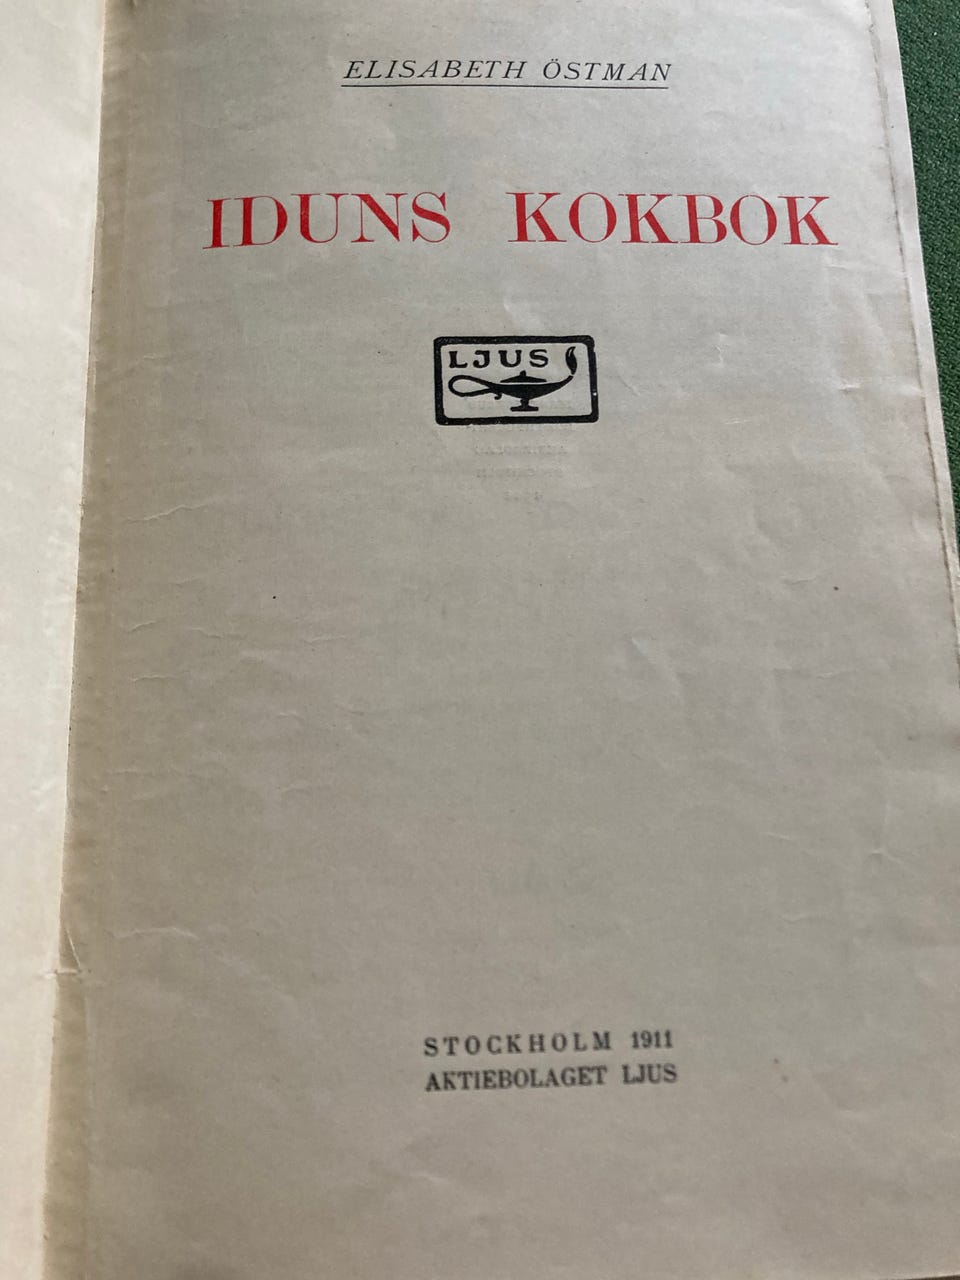 ELISABETH ÖSTMAN
IDUNS KOKBOK
LJUS
STOCKHOLM 1911
AKTIEBOLAGET LJUS